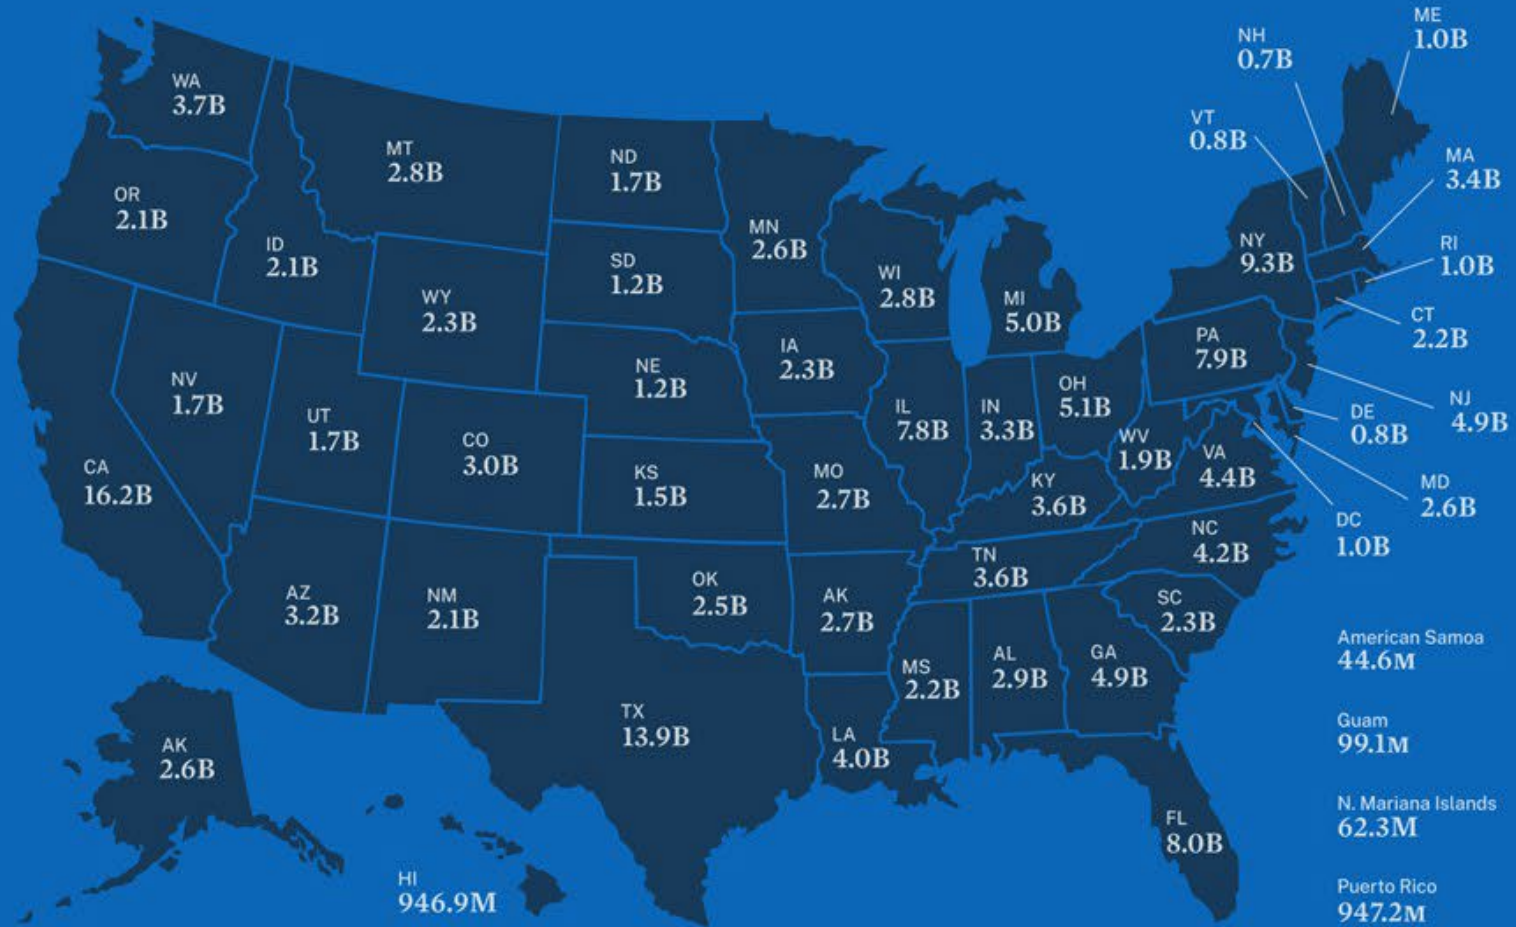 ME
1.0B
NH
0.7B
WA
3.7B
VT
0.8B
MT
2.8B
ND
1.7B
MA
3.4B
OR
2.1B
MN
2.6B
ID
2.1B
NY
9.3B
RI
1.0B
SD
1.2B
WI
2.8B
WY
2.3B
MI
5.0B
CT
2.2B
PA
7.9B
IA
2.3B
NE
1.2B
NV
1.7B
OH
5.1B
NJ
4.9B
UT
1.7B
IL
7.8B
IN
3.3B
DE
0.8B
CO
3.0B
WV
1.9B
VA
4.4B
CA
16.2B
KS
1.5B
MO
2.7B
KY
3.6B
MD
2.6B
DC
1.0B
NC
4.2B
TN
3.6B
OK
2.5B
AZ
3.2B
NM
2.1B
AK
2.7B
SC
2.3B
American Samoa
44.6M
MS
2.2B
AL
2.9B
GA
4.9B
TX
13.9B
Guam
99.1M
LA
4.0B
AK
2.6B
N. Mariana Islands
62.3M
FL
8.0B
HI
946.9M
Puerto Rico
947.2M